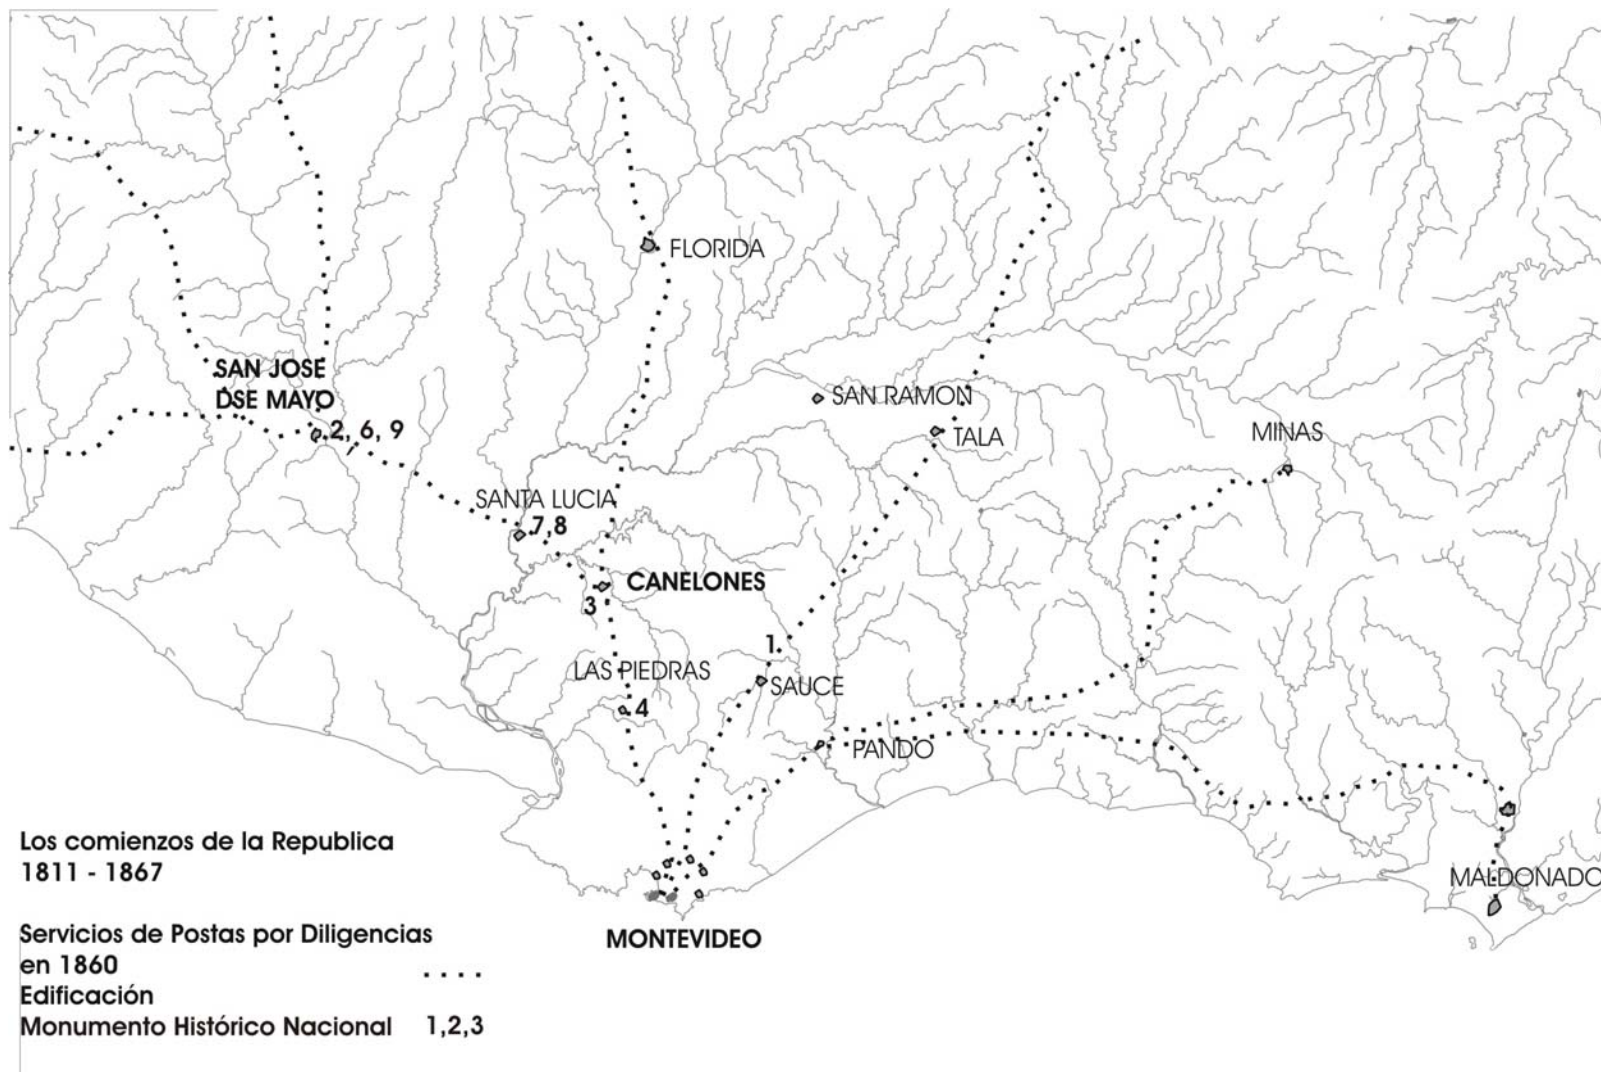 FLORIDA
SAN JOSE
DSE MAYO
2, 6, 9
SAN RAMON
TALA
MINAS
SANTA LUCIA
7,8
CANELONES
3
1
LAS PIEDRAS
SAUCE
4
PANDO
Los comienzos de la Republica
1811 - 1867
MALDONADO
Servicios de Postas por Diligencias
en 1860
MONTEVIDEO
Edificación
Monumento Histórico Nacional 1,2,3